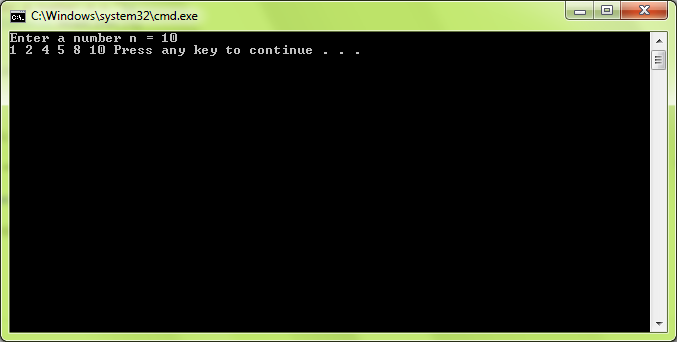 C:\Windows\system32\cmd.exe
Enter a number n = 10
1 2 4 5 8 10 Press any key to continue . . .